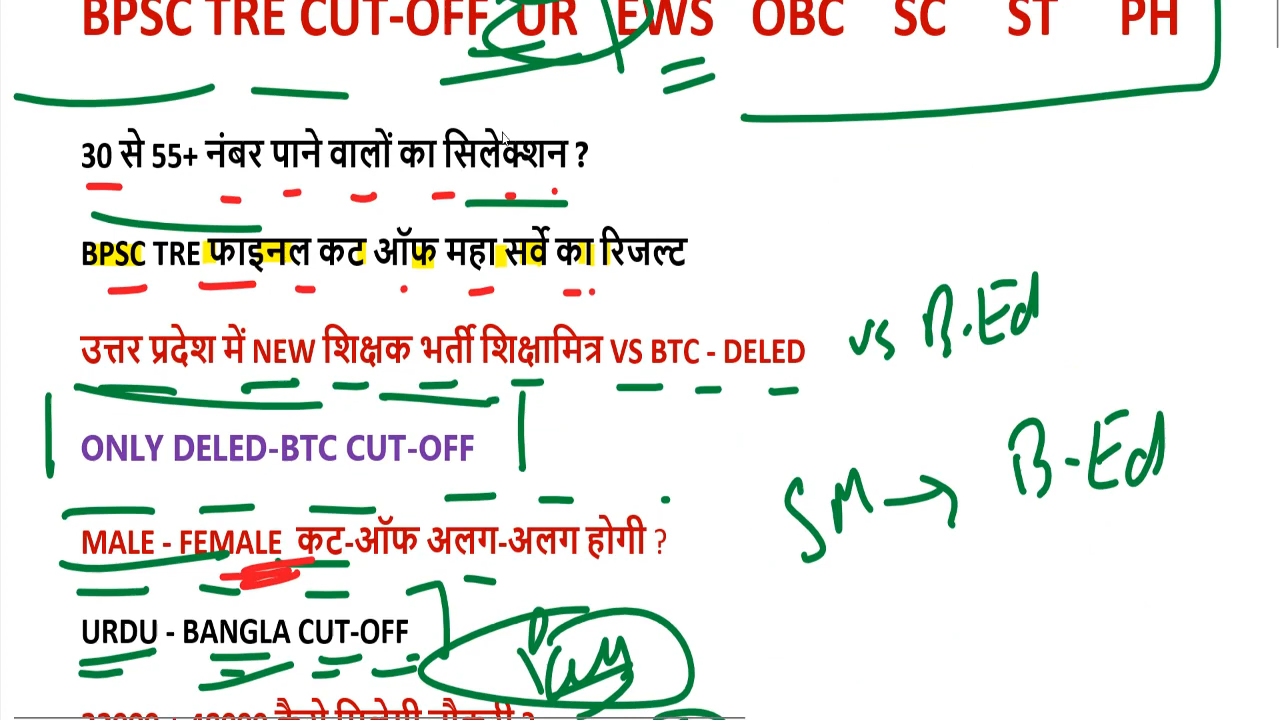 BPSC TRE CUT-OFF UR EWS OBC SC ST PH
30 से 55+ नंबर पाने वालों का सिलेक्शन ?
BPSC TRE फाइनल कट ऑफ महा सर्वे का रिजल्ट
उत्तर प्रदेश में NEW शिक्षक भर्ती शिक्षामित्र VS BTC - DELED vs B.Ed
ONLY DELED-BTC CUT-OFF
SM → B-Ed
MALE - FEMALE कट-ऑफ अलग-अलग होगी ?
URDU - BANGLA CUT-OFF